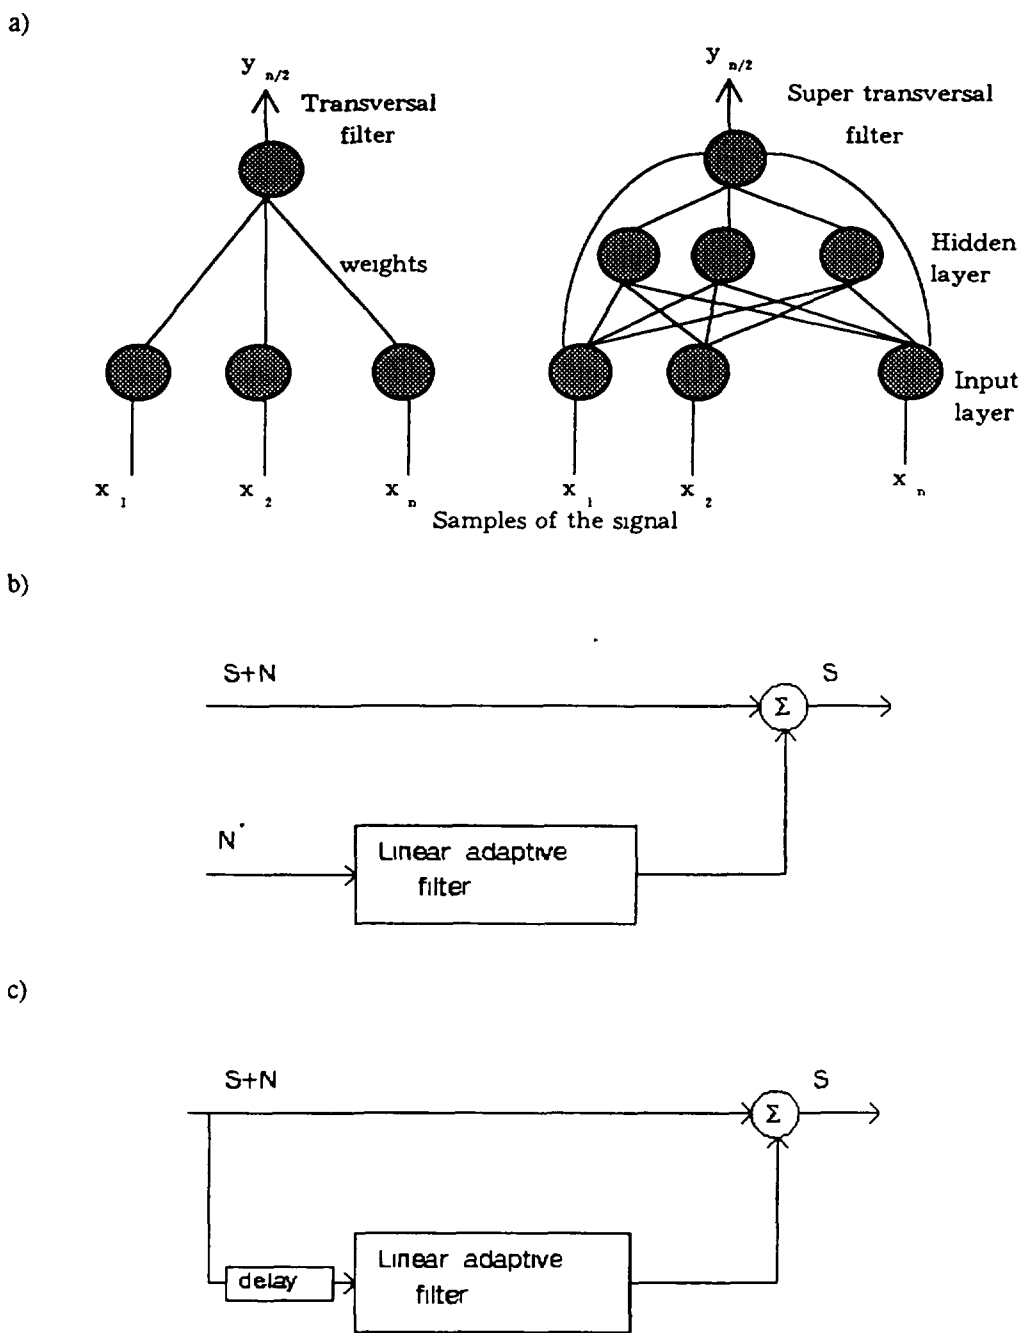 a)
y n/2
Transversal
filter
weights
x 1
x 2
x n
y n/2
Super transversal
filter
Hidden
layer
Input
layer
x 1
x 2
x n
Samples of the signal
b)
S+N
S
Σ
N'
Linear adaptive
filter
c)
S+N
S
Σ
delay
Linear adaptive
filter